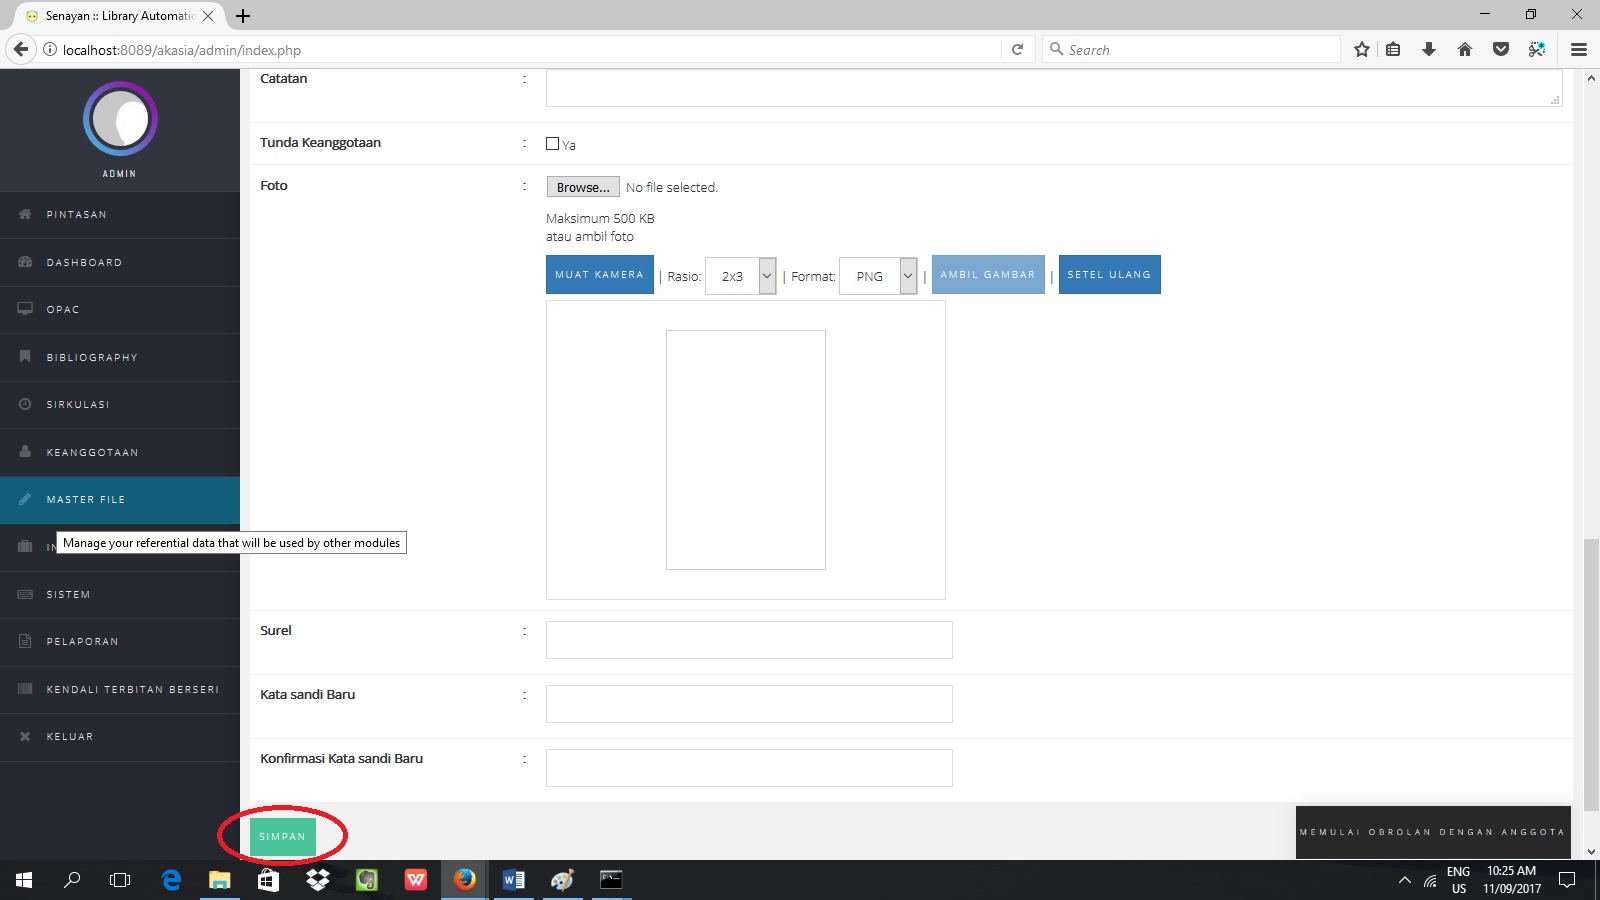 Senayan :: Library Automatio
localhost:8089/akasia/admin/index.php
Search
ADMIN
PINTASAN
DASHBOARD
OPAC
BIBLIOGRAPHY
SIRKULASI
KEANGGOTAAN
MASTER FILE
IN
Manage your referential data that will be used by other modules
SISTEM
PELAPORAN
KENDALI TERBITAN BERSERI
KELUAR
Catatan :
Tunda Keanggotaan : Ya
Foto : Browse... No file selected.
Maksimum 500 KB
atau ambil foto
MUAT KAMERA | Rasio: 2x3 | Format: PNG | AMBIL GAMBAR | SETEL ULANG
Surel :
Kata sandi Baru :
Konfirmasi Kata sandi Baru :
SIMPAN
MEMULAI OBROLAN DENGAN ANGGOTA
ENG 10:25 AM
US 11/09/2017